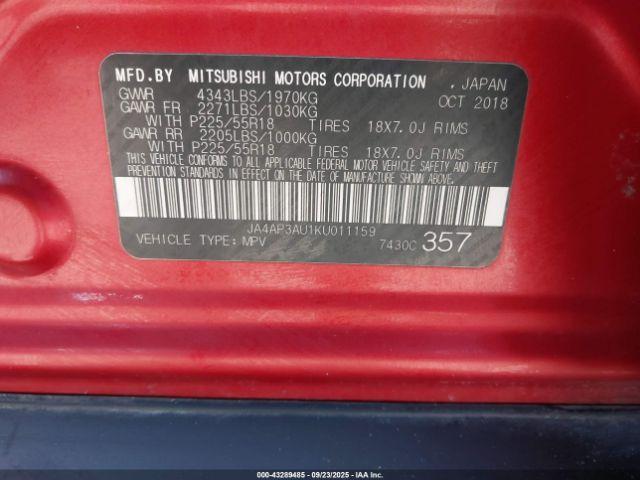 MFD.BY MITSUBISHI MOTORS CORPORATION , JAPAN
GVWR 4343LBS/1970KG OCT 2018
GAWR FR 2271LBS/1030KG
WITH P225/55R18 TIRES 18X7.0J RIMS
GAWR RR 2205LBS/1000KG
WITH P225/55R18 TIRES 18X7.0J RIMS
THIS VEHICLE CONFORMS TO ALL APPLICABLE FEDERAL MOTOR VEHICLE SAFETY, BUMPER, AND THEFT
PREVENTION STANDARDS IN EFFECT ON THE DATE OF MANUFACTURE SHOWN ABOVE.
JA4AP3AU1KU011159
VEHICLE TYPE: MPV 7430C 357
000-43289485 - 09/23/2025 - © IAA Inc.